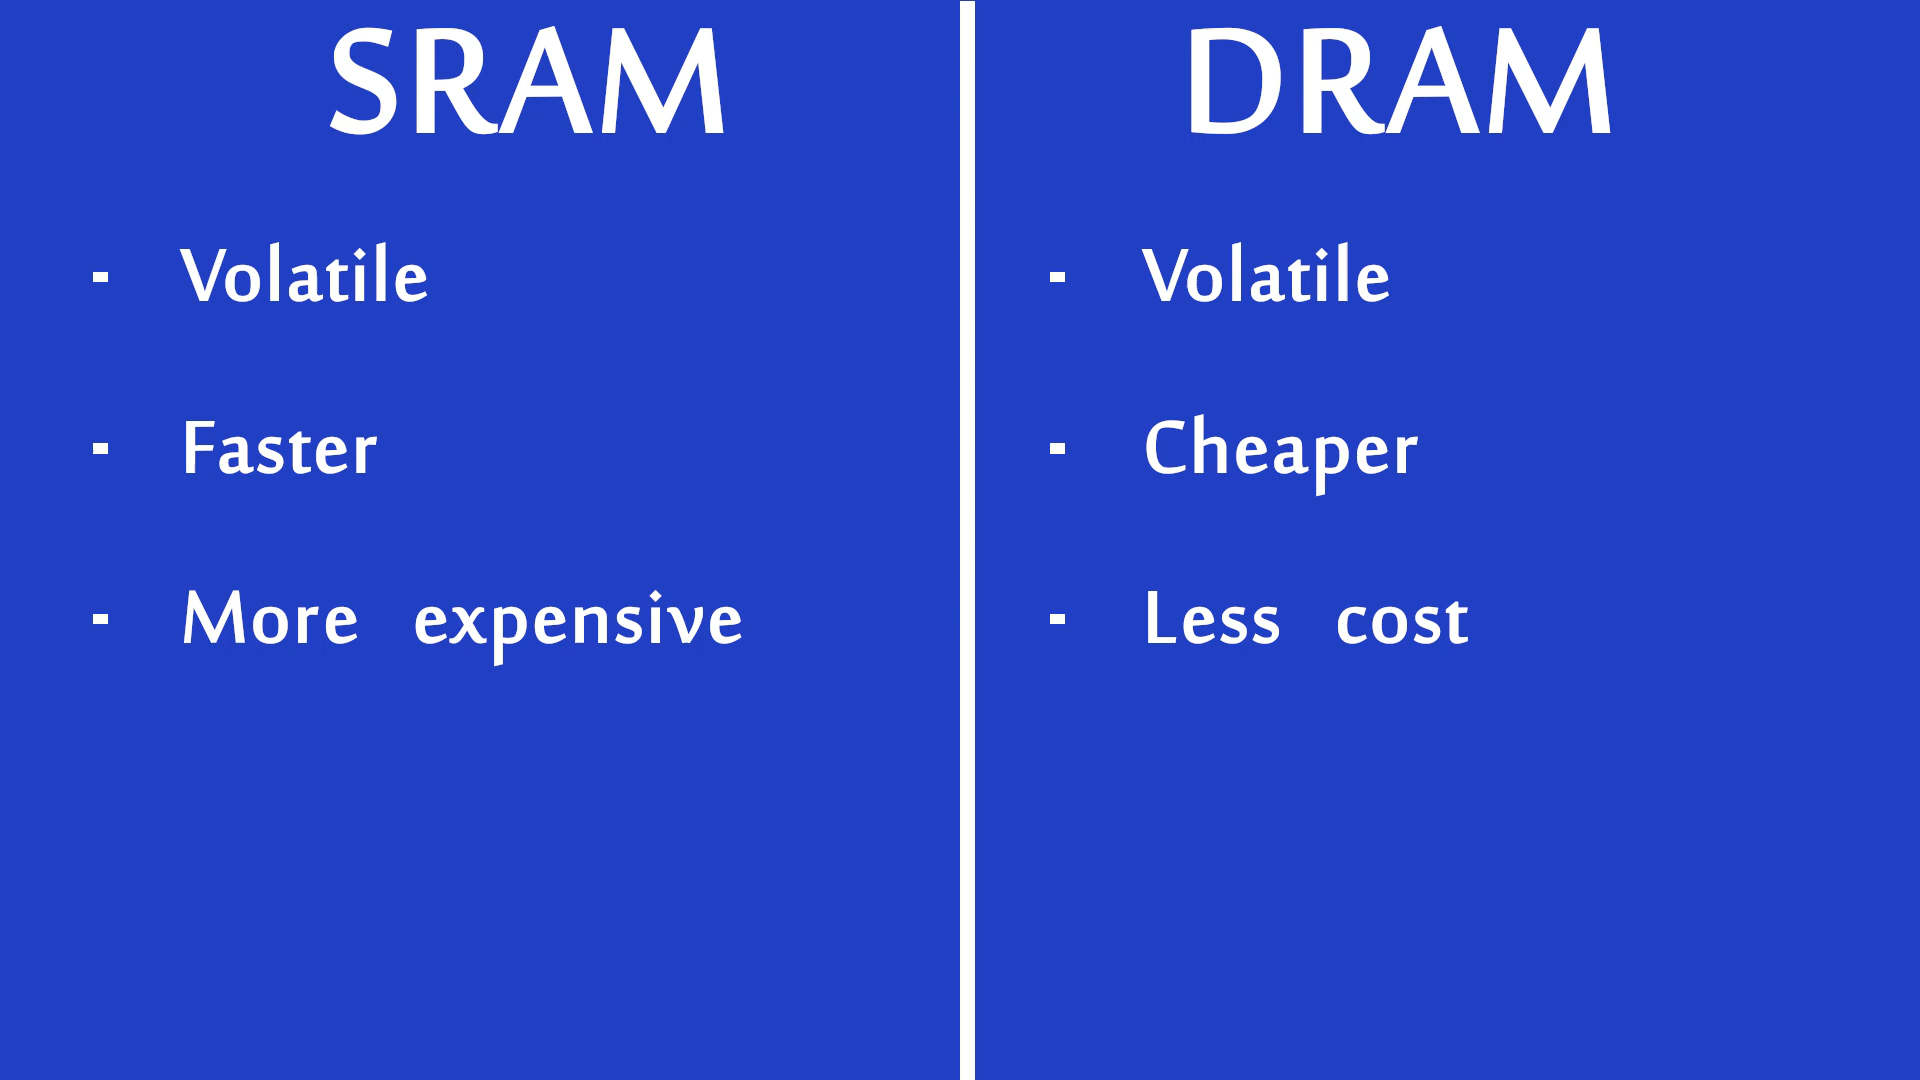 SRAM
- Volatile
- Faster
- More expensive
DRAM
- Volatile
- Cheaper
- Less cost